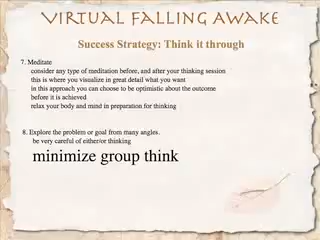 VIRTUAL FALLING AWAKE
Success Strategy: Think it through
7. Meditate
consider any type of meditation before, and after your thinking session
this is where you visualize in great detail what you want
in this approach you can choose to be optimistic about the outcome
before it is achieved
relax your body and mind in preparation for thinking
8. Explore the problem or goal from many angles.
be very careful of either/or thinking
minimize group think